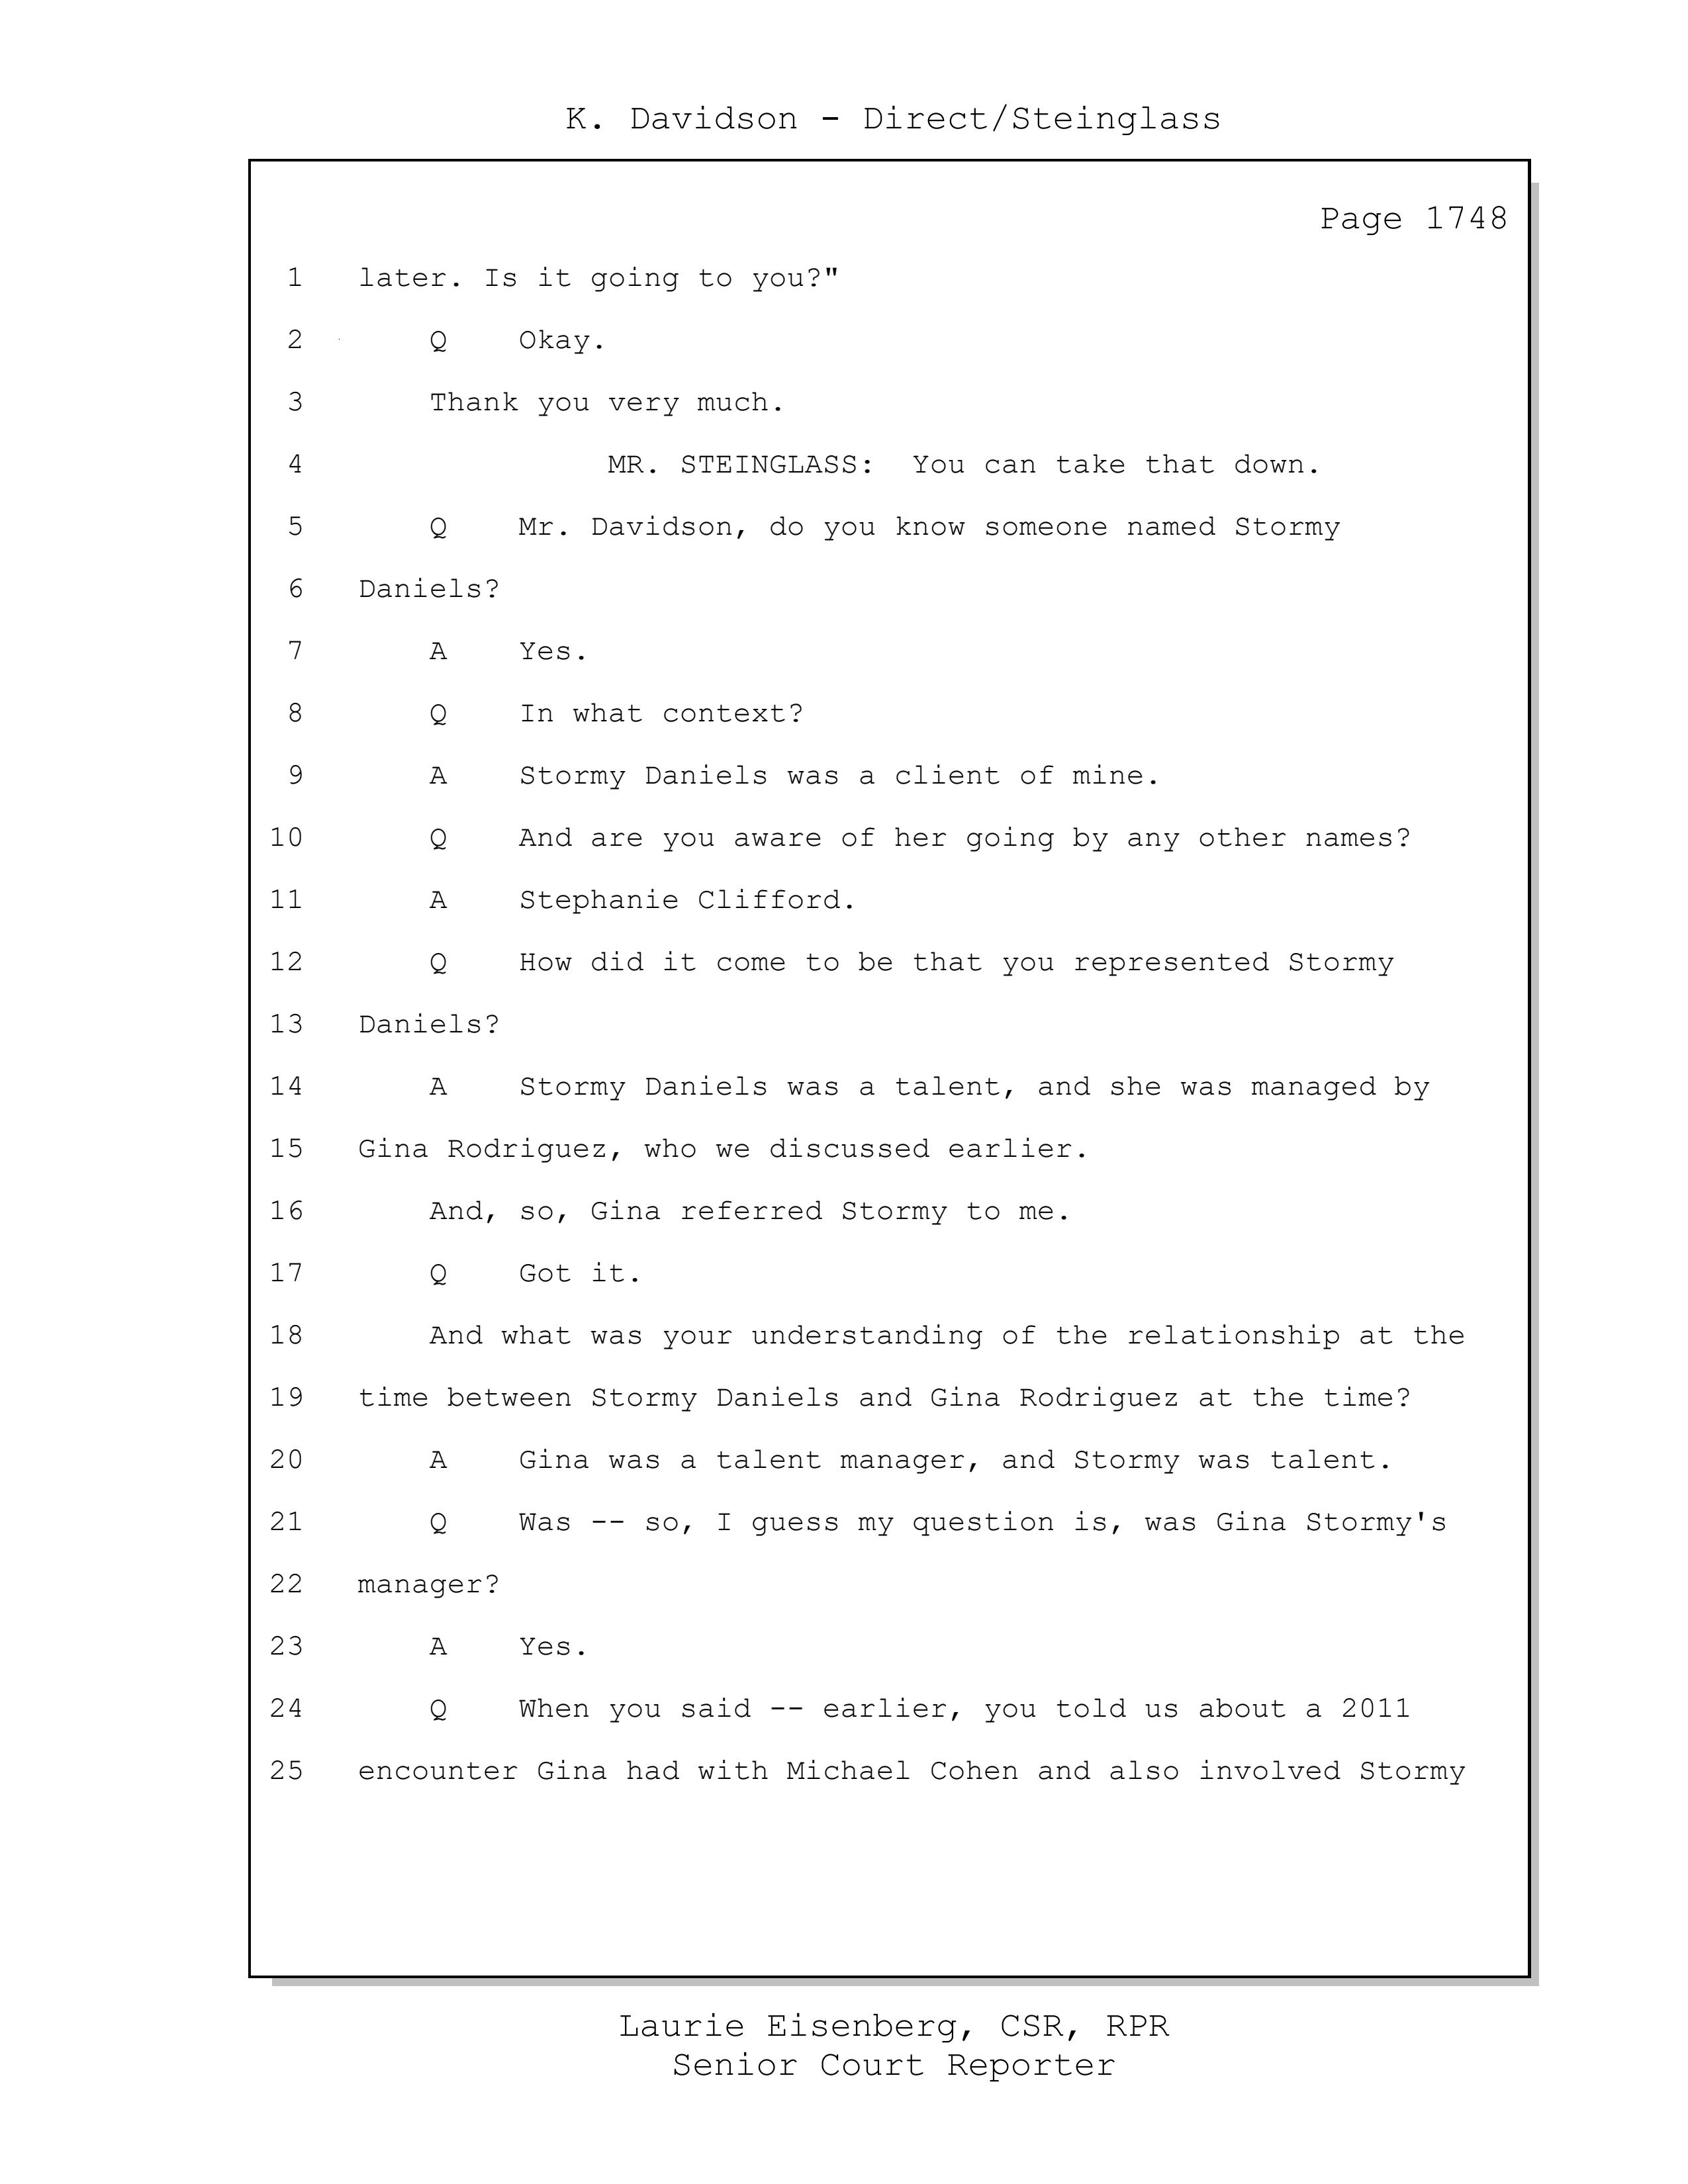 K. Davidson - Direct/Steinglass
Page 1748
1 later. Is it going to you?"
2 Q Okay.
3 Thank you very much.
4 MR. STEINGLASS: You can take that down.
5 Q Mr. Davidson, do you know someone named Stormy
6 Daniels?
7 A Yes.
8 Q In what context?
9 A Stormy Daniels was a client of mine.
10 Q And are you aware of her going by any other names?
11 A Stephanie Clifford.
12 Q How did it come to be that you represented Stormy
13 Daniels?
14 A Stormy Daniels was a talent, and she was managed by
15 Gina Rodriguez, who we discussed earlier.
16 And, so, Gina referred Stormy to me.
17 Q Got it.
18 And what was your understanding of the relationship at the
19 time between Stormy Daniels and Gina Rodriguez at the time?
20 A Gina was a talent manager, and Stormy was talent.
21 Q Was -- so, I guess my question is, was Gina Stormy's
22 manager?
23 A Yes.
24 Q When you said -- earlier, you told us about a 2011
25 encounter Gina had with Michael Cohen and also involved Stormy
Laurie Eisenberg, CSR, RPR
Senior Court Reporter